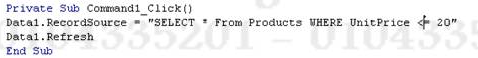 Private Sub Command1_Click()
Data1.RecordSource = "SELECT * From Products WHERE UnitPrice <= 20"
Data1.Refresh
End Sub